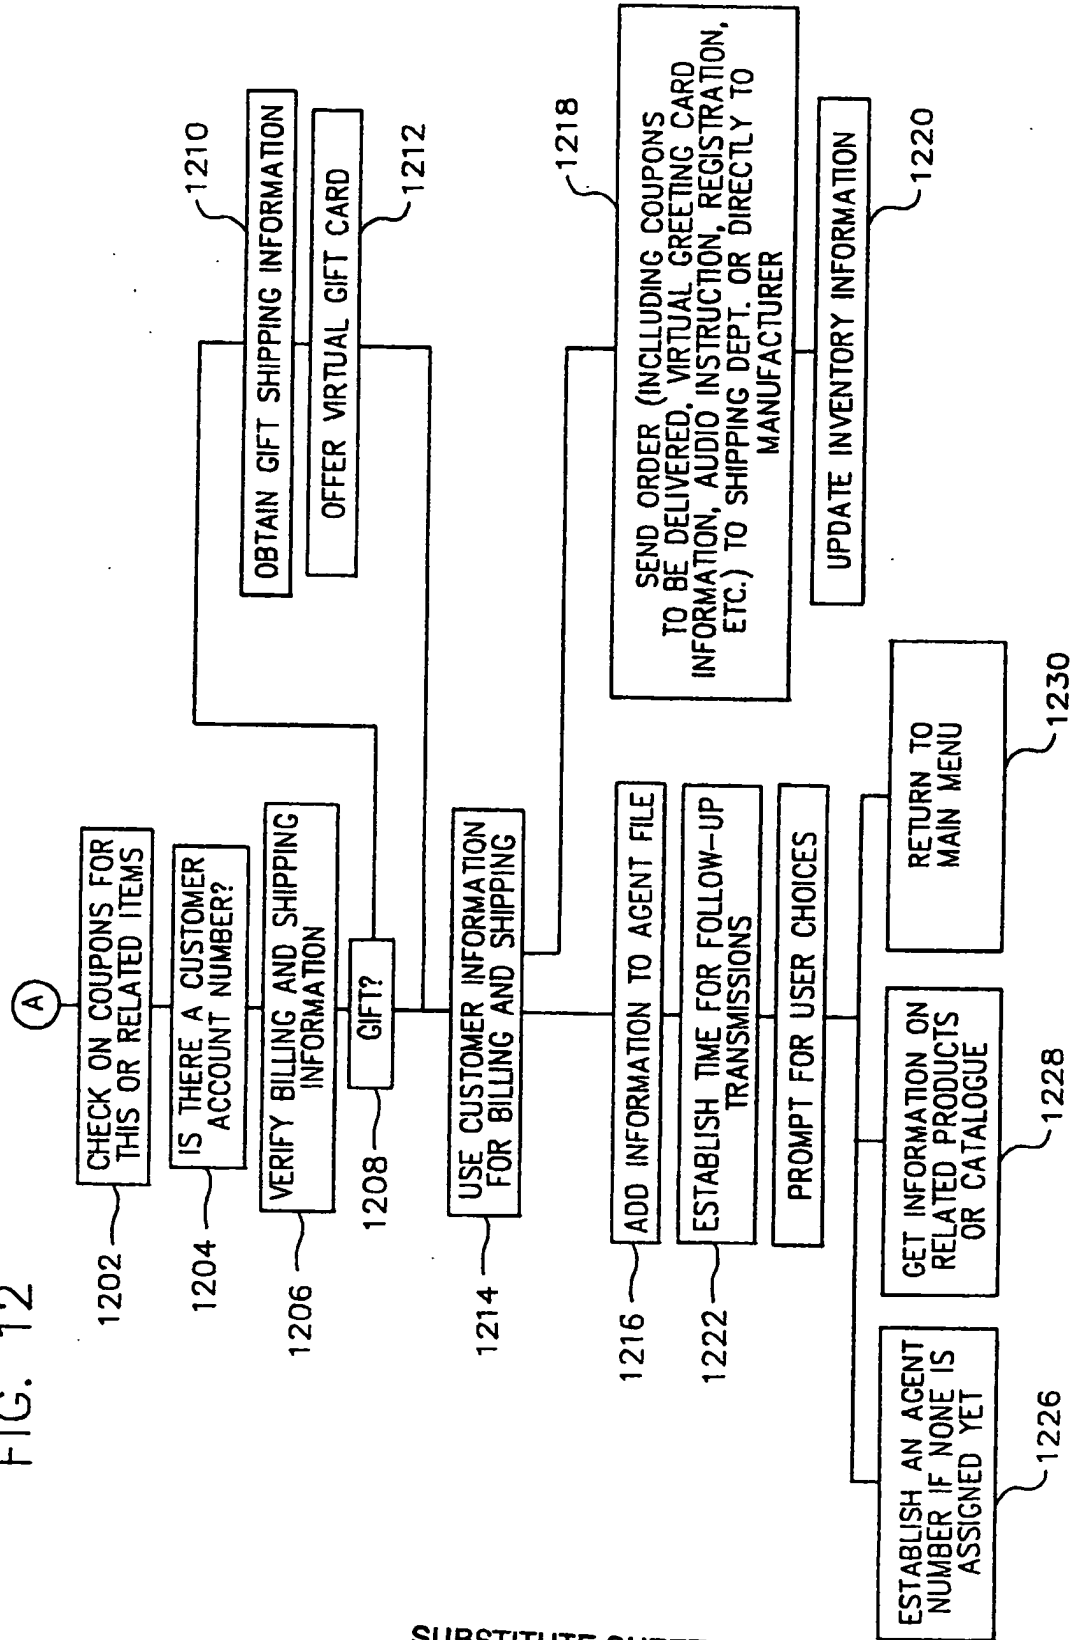 FIG. 12
A
CHECK ON COUPONS FOR
THIS OR RELATED ITEMS
1202
IS THERE A CUSTOMER
ACCOUNT NUMBER?
1204
VERIFY BILLING AND SHIPPING
INFORMATION
1206
GIFT?
1208
OBTAIN GIFT SHIPPING INFORMATION
1210
OFFER VIRTUAL GIFT CARD
1212
USE CUSTOMER INFORMATION
FOR BILLING AND SHIPPING
1214
SEND ORDER (INCLUDING COUPONS
TO BE DELIVERED, VIRTUAL GREETING CARD
INFORMATION, AUDIO INSTRUCTION, REGISTRATION,
ETC.) TO SHIPPING DEPT. OR DIRECTLY TO
MANUFACTURER
1218
UPDATE INVENTORY INFORMATION
1220
ADD INFORMATION TO AGENT FILE
1216
ESTABLISH TIME FOR FOLLOW-UP
TRANSMISSIONS
1222
PROMPT FOR USER CHOICES
ESTABLISH AN AGENT
NUMBER IF NONE IS
ASSIGNED YET
1226
GET INFORMATION ON
RELATED PRODUCTS
OR CATALOGUE
1228
RETURN TO
MAIN MENU
1230